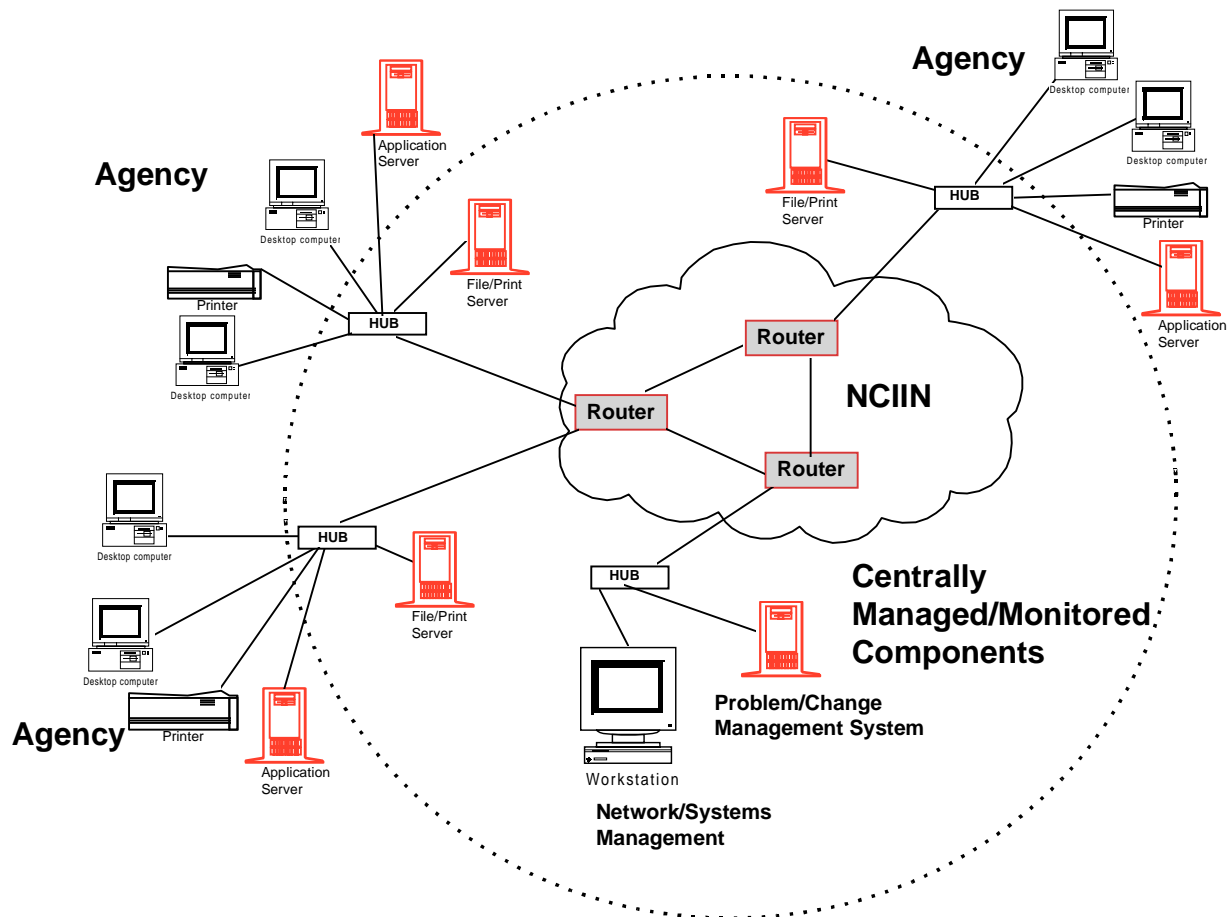 Agency
Desktop computer
Desktop computer
Application
Server
File/Print
Server
HUB
Printer
Application
Server
Agency
Desktop computer
File/Print
Server
Printer
HUB
Desktop computer
Router
NCIIN
Router
Router
Desktop computer
HUB
File/Print
Server
Desktop computer
Printer
Agency
Application
Server
HUB
Centrally
Managed/Monitored
Components
Problem/Change
Management System
Workstation
Network/Systems
Management